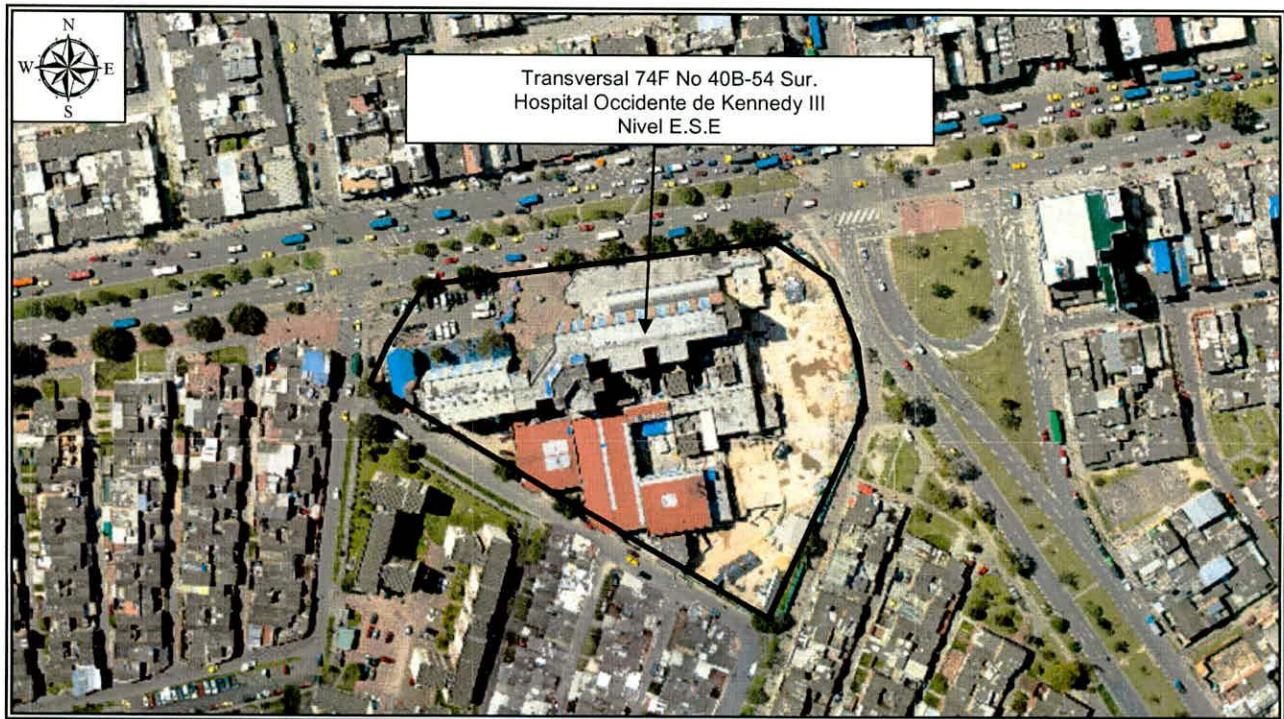 N
W E
S
Transversal 74F No 40B-54 Sur.
Hospital Occidente de Kennedy III
Nivel E.S.E